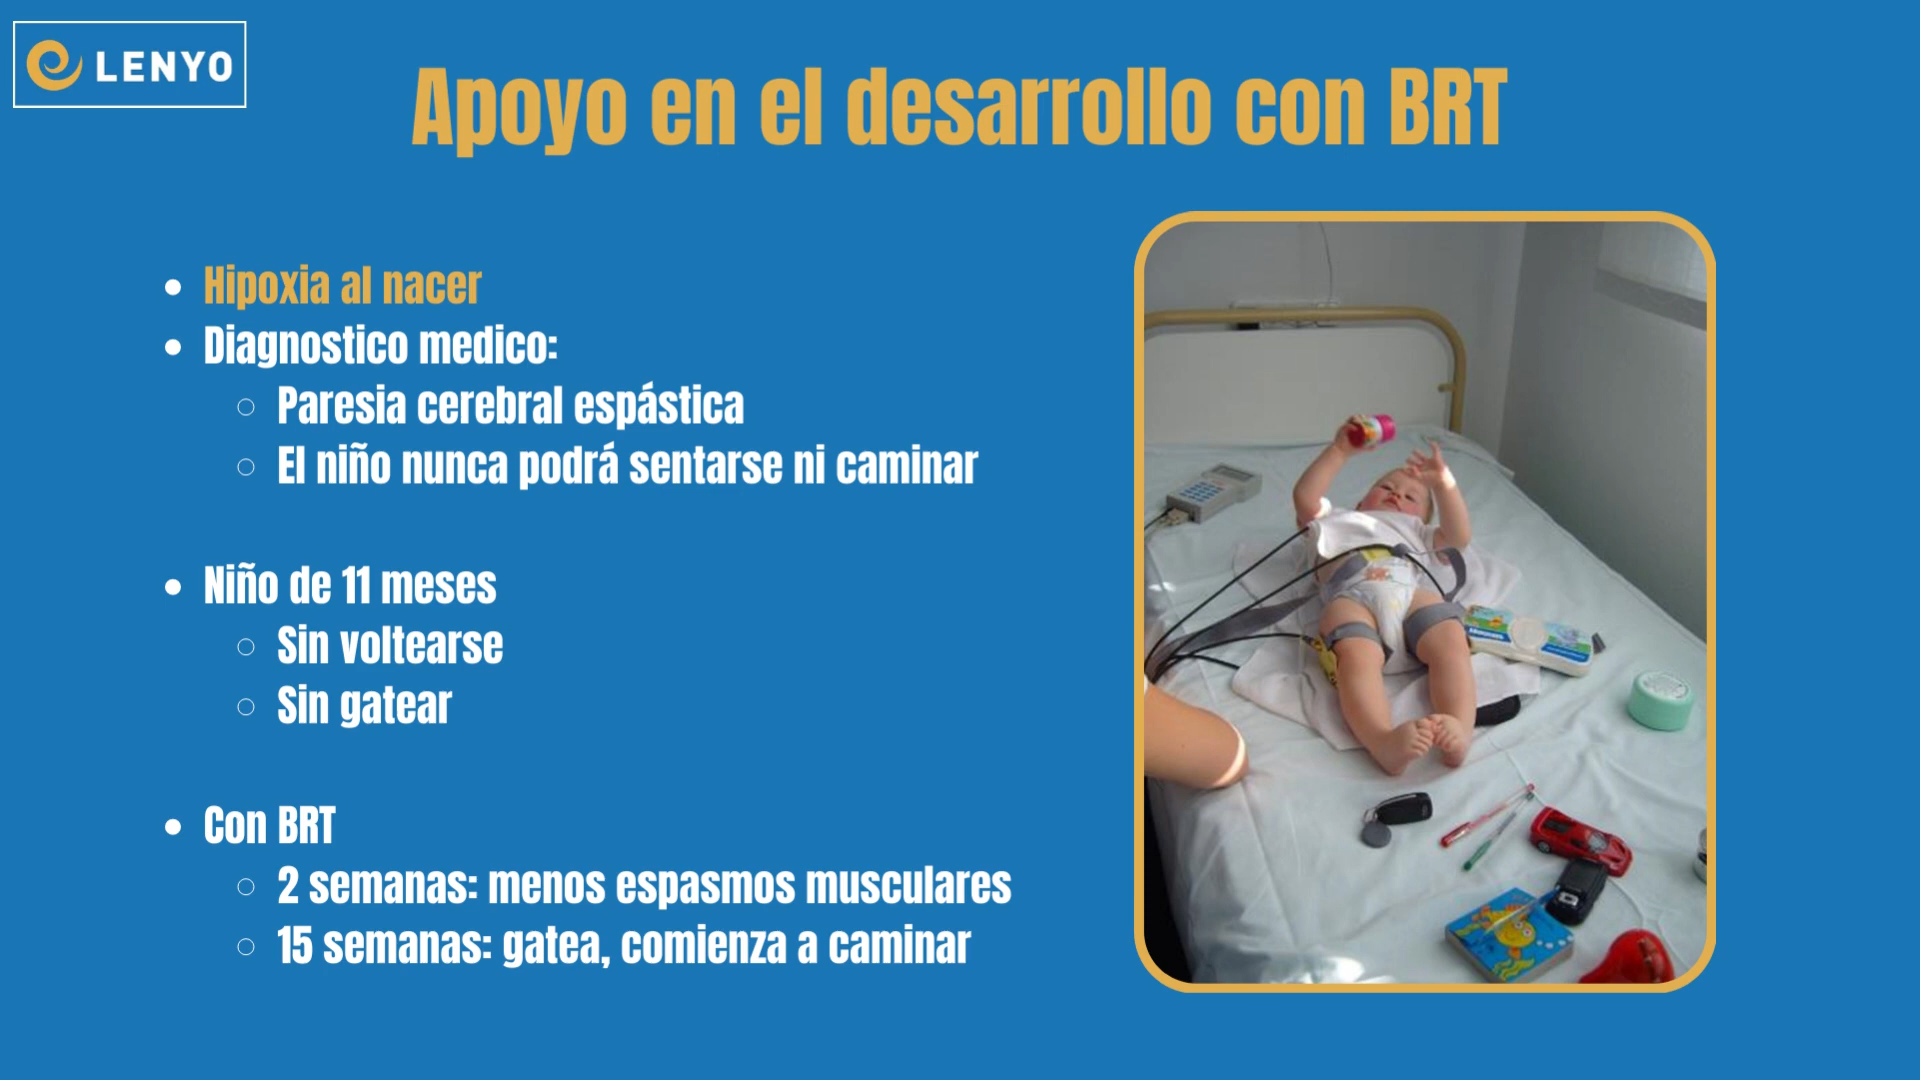 LENYO
Apoyo en el desarrollo con BRT
Hipoxia al nacer
Diagnostico medico:
Paresia cerebral espástica
El niño nunca podrá sentarse ni caminar
Niño de 11 meses
Sin voltearse
Sin gatear
Con BRT
2 semanas: menos espasmos musculares
15 semanas: gatea, comienza a caminar